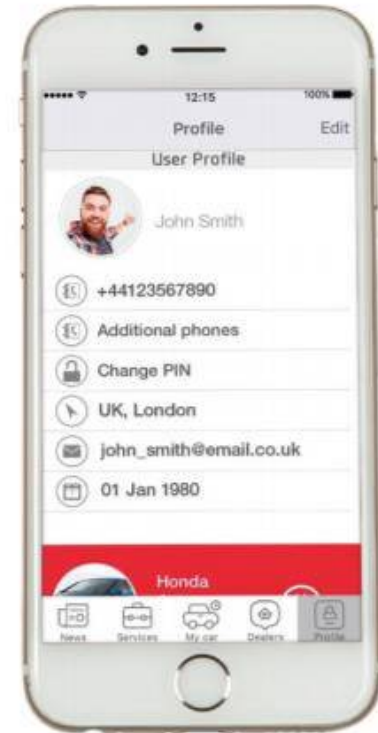 12:15 100%
Profile Edit
User Profile
John Smith
+44123567890
Additional phones
Change PIN
UK, London
john_smith@email.co.uk
01 Jan 1980
Honda
News Services My car Dealers Profile